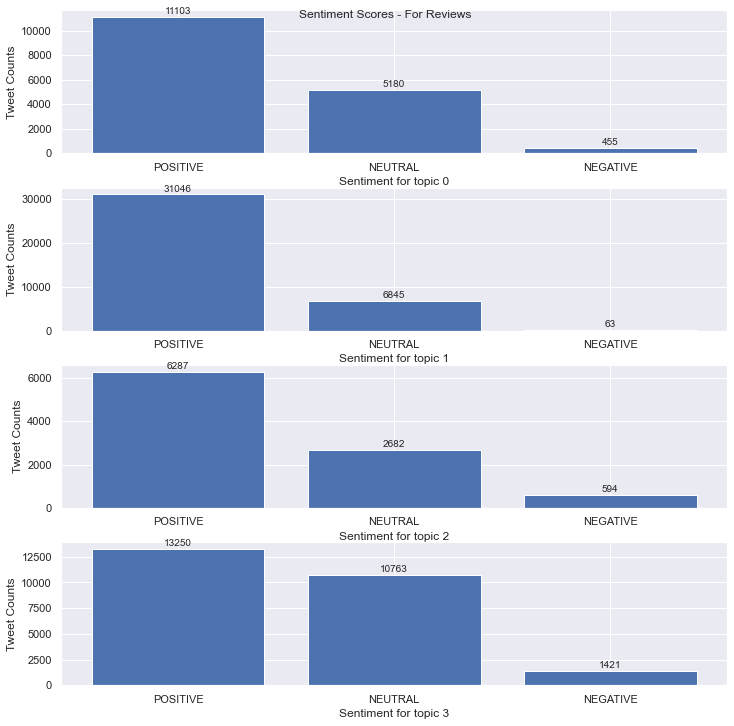 Sentiment Scores - For Reviews
11103
10000
8000
6000
4000
2000
0
Tweet Counts
5180
455
POSITIVE NEUTRAL NEGATIVE
Sentiment for topic 0
31046
30000
20000
10000
0
Tweet Counts
6845
63
POSITIVE NEUTRAL NEGATIVE
Sentiment for topic 1
6287
6000
4000
2000
0
Tweet Counts
2682
594
POSITIVE NEUTRAL NEGATIVE
Sentiment for topic 2
13250
12500
10000
7500
5000
2500
0
Tweet Counts
10763
1421
POSITIVE NEUTRAL NEGATIVE
Sentiment for topic 3